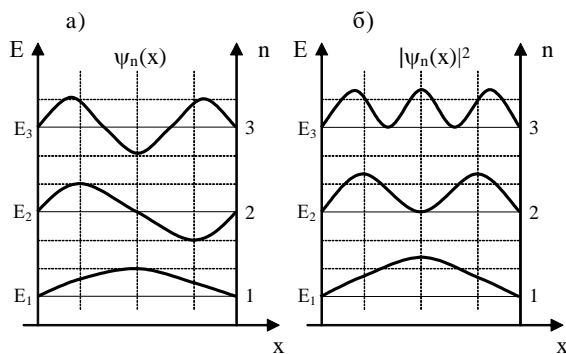 а) б)
E ψₙ(x) n E |ψₙ(x)|² n
E₃ 3 E₃ 3
E₂ 2 E₂ 2
E₁ 1 E₁ 1
x x